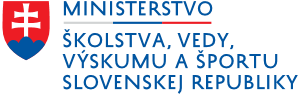 MINISTERSTVO
ŠKOLSTVA, VEDY,
VÝSKUMU A ŠPORTU
SLOVENSKEJ REPUBLIKY